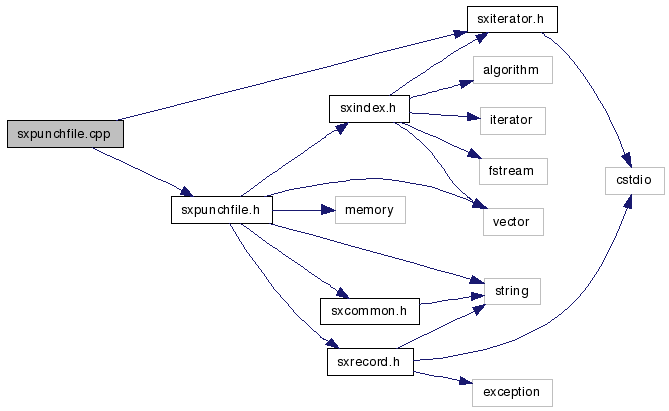 sxiterator.h
algorithm
sxindex.h
iterator
sxpunchfile.cpp
fstream
cstdio
sxpunchfile.h
memory
vector
string
sxcommon.h
sxrecord.h
exception